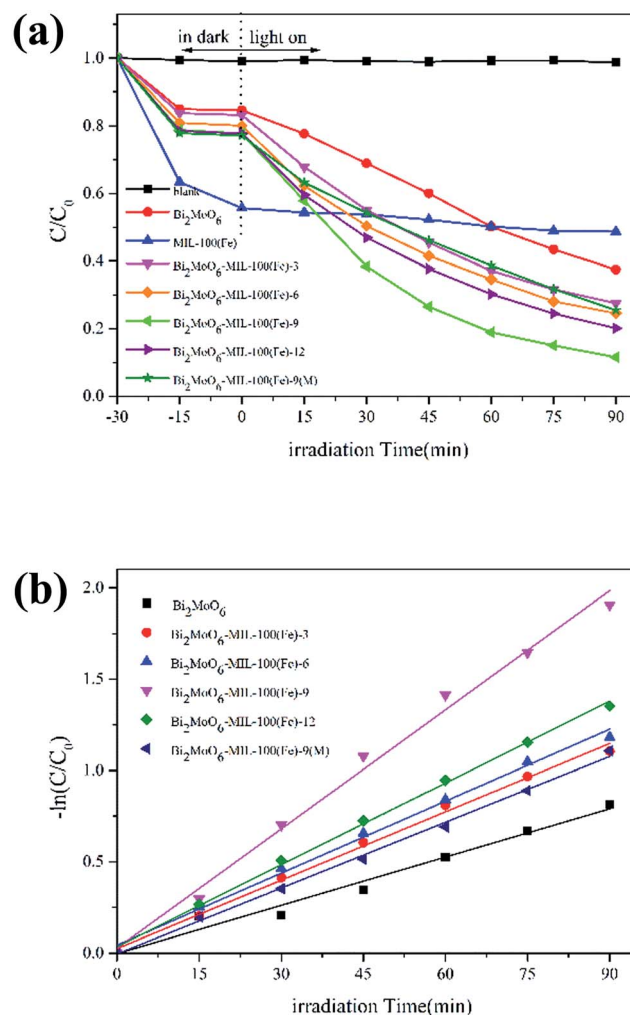 (a)
in dark
light on
1.0
0.8
0.6
0.4
0.2
0.0
C/C0
blank
Bi2MoO6
MIL-100(Fe)
Bi2MoO6-MIL-100(Fe)-3
Bi2MoO6-MIL-100(Fe)-6
Bi2MoO6-MIL-100(Fe)-9
Bi2MoO6-MIL-100(Fe)-12
Bi2MoO6-MIL-100(Fe)-9(M)
-30 -15 0 15 30 45 60 75 90
irradiation Time(min)
(b)
2.0
1.5
1.0
0.5
0.0
-ln(C/C0)
Bi2MoO6
Bi2MoO6-MIL-100(Fe)-3
Bi2MoO6-MIL-100(Fe)-6
Bi2MoO6-MIL-100(Fe)-9
Bi2MoO6-MIL-100(Fe)-12
Bi2MoO6-MIL-100(Fe)-9(M)
0 15 30 45 60 75 90
irradiation Time(min)